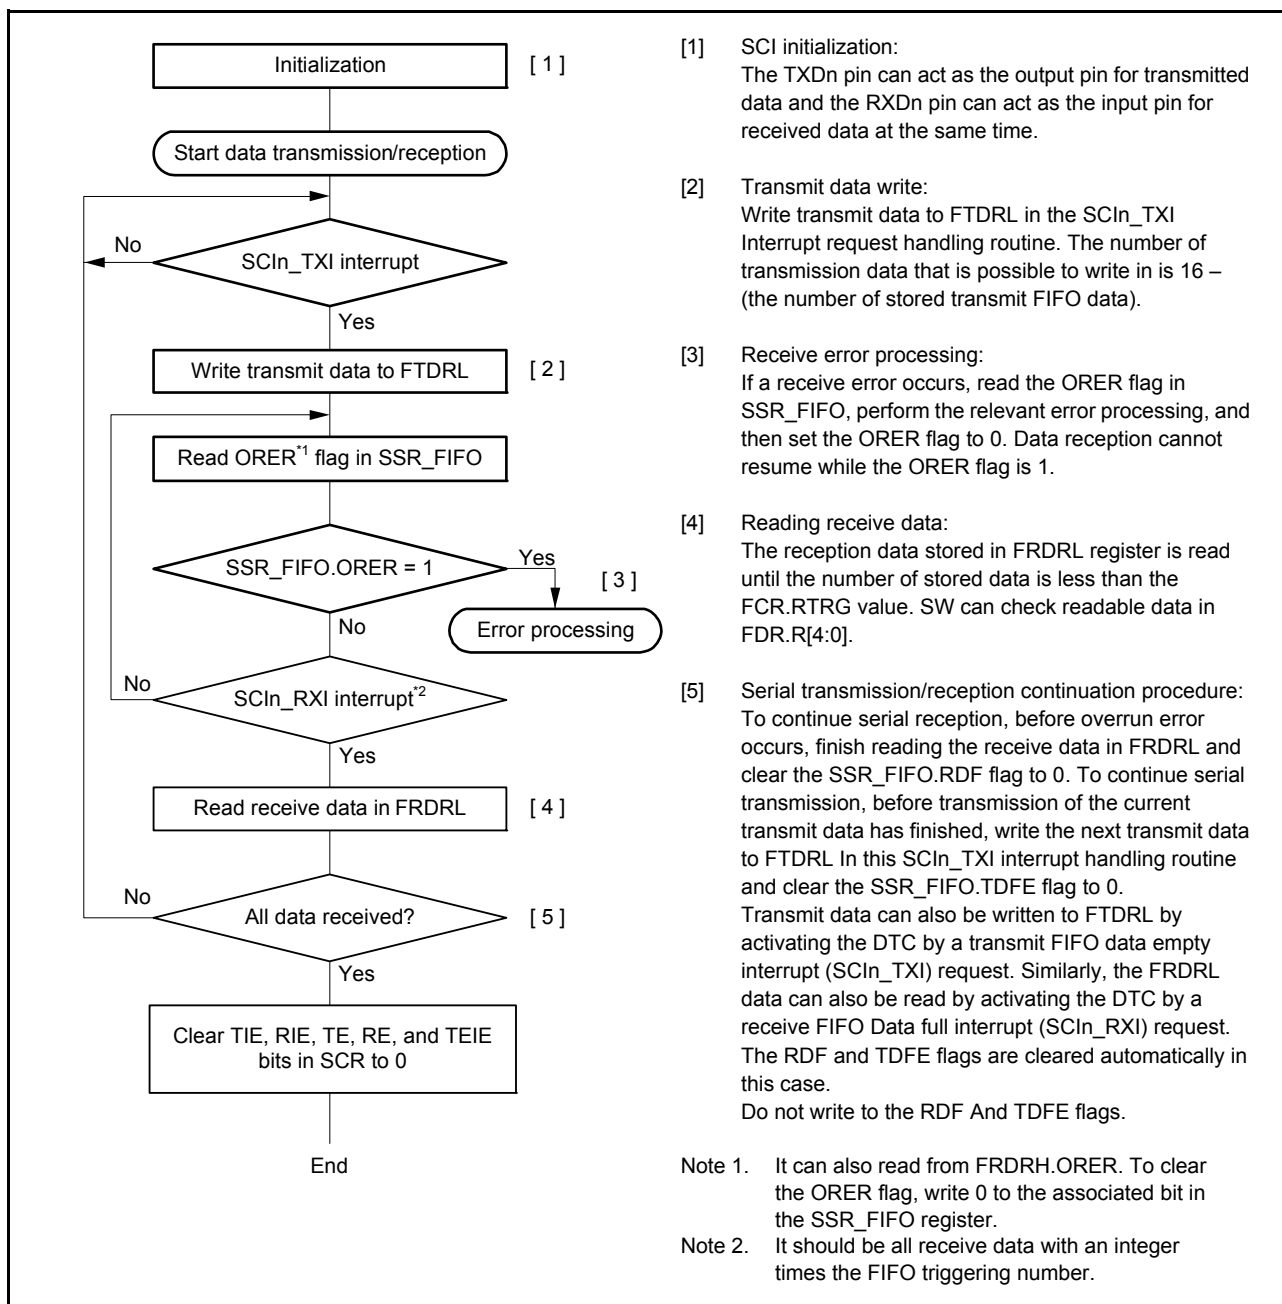 Initialization
[ 1 ]
Start data transmission/reception
No
SCIn_TXI interrupt
Yes
Write transmit data to FTDRL
[ 2 ]
Read ORER*1 flag in SSR_FIFO
SSR_FIFO.ORER = 1
Yes
[ 3 ]
Error processing
No
No
SCIn_RXI interrupt*2
Yes
Read receive data in FRDRL
[ 4 ]
No
All data received?
[ 5 ]
Yes
Clear TIE, RIE, TE, RE, and TEIE
bits in SCR to 0
End
[1] SCI initialization:
The TXDn pin can act as the output pin for transmitted
data and the RXDn pin can act as the input pin for
received data at the same time.
[2] Transmit data write:
Write transmit data to FTDRL in the SCIn_TXI
Interrupt request handling routine. The number of
transmission data that is possible to write in is 16 –
(the number of stored transmit FIFO data).
[3] Receive error processing:
If a receive error occurs, read the ORER flag in
SSR_FIFO, perform the relevant error processing, and
then set the ORER flag to 0. Data reception cannot
resume while the ORER flag is 1.
[4] Reading receive data:
The reception data stored in FRDRL register is read
until the number of stored data is less than the
FCR.RTRG value. SW can check readable data in
FDR.R[4:0].
[5] Serial transmission/reception continuation procedure:
To continue serial reception, before overrun error
occurs, finish reading the receive data in FRDRL and
clear the SSR_FIFO.RDF flag to 0. To continue serial
transmission, before transmission of the current
transmit data has finished, write the next transmit data
to FTDRL In this SCIn_TXI interrupt handling routine
and clear the SSR_FIFO.TDFE flag to 0.
Transmit data can also be written to FTDRL by
activating the DTC by a transmit FIFO data empty
interrupt (SCIn_TXI) request. Similarly, the FRDRL
data can also be read by activating the DTC by a
receive FIFO Data full interrupt (SCIn_RXI) request.
The RDF and TDFE flags are cleared automatically in
this case.
Do not write to the RDF And TDFE flags.
Note 1. It can also read from FRDRH.ORER. To clear
the ORER flag, write 0 to the associated bit in
the SSR_FIFO register.
Note 2. It should be all receive data with an integer
times the FIFO triggering number.